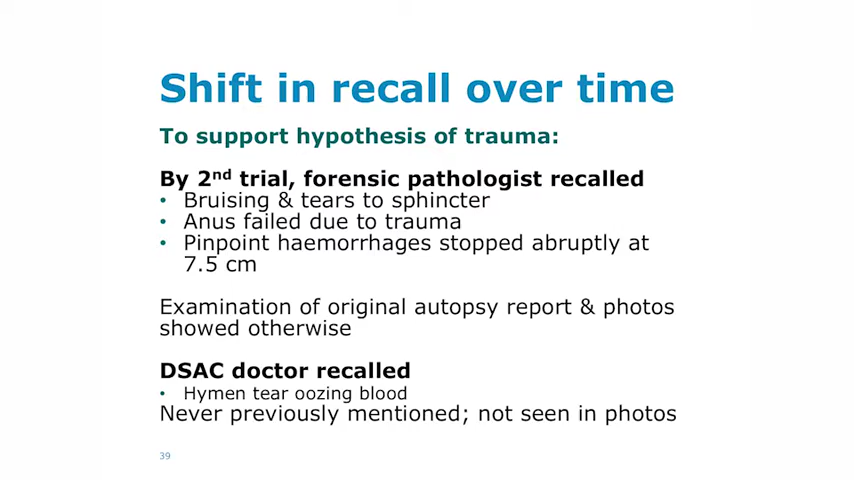 Shift in recall over time
To support hypothesis of trauma:
By 2nd trial, forensic pathologist recalled
• Bruising & tears to sphincter
• Anus failed due to trauma
• Pinpoint haemorrhages stopped abruptly at
7.5 cm
Examination of original autopsy report & photos
showed otherwise
DSAC doctor recalled
• Hymen tear oozing blood
Never previously mentioned; not seen in photos
39